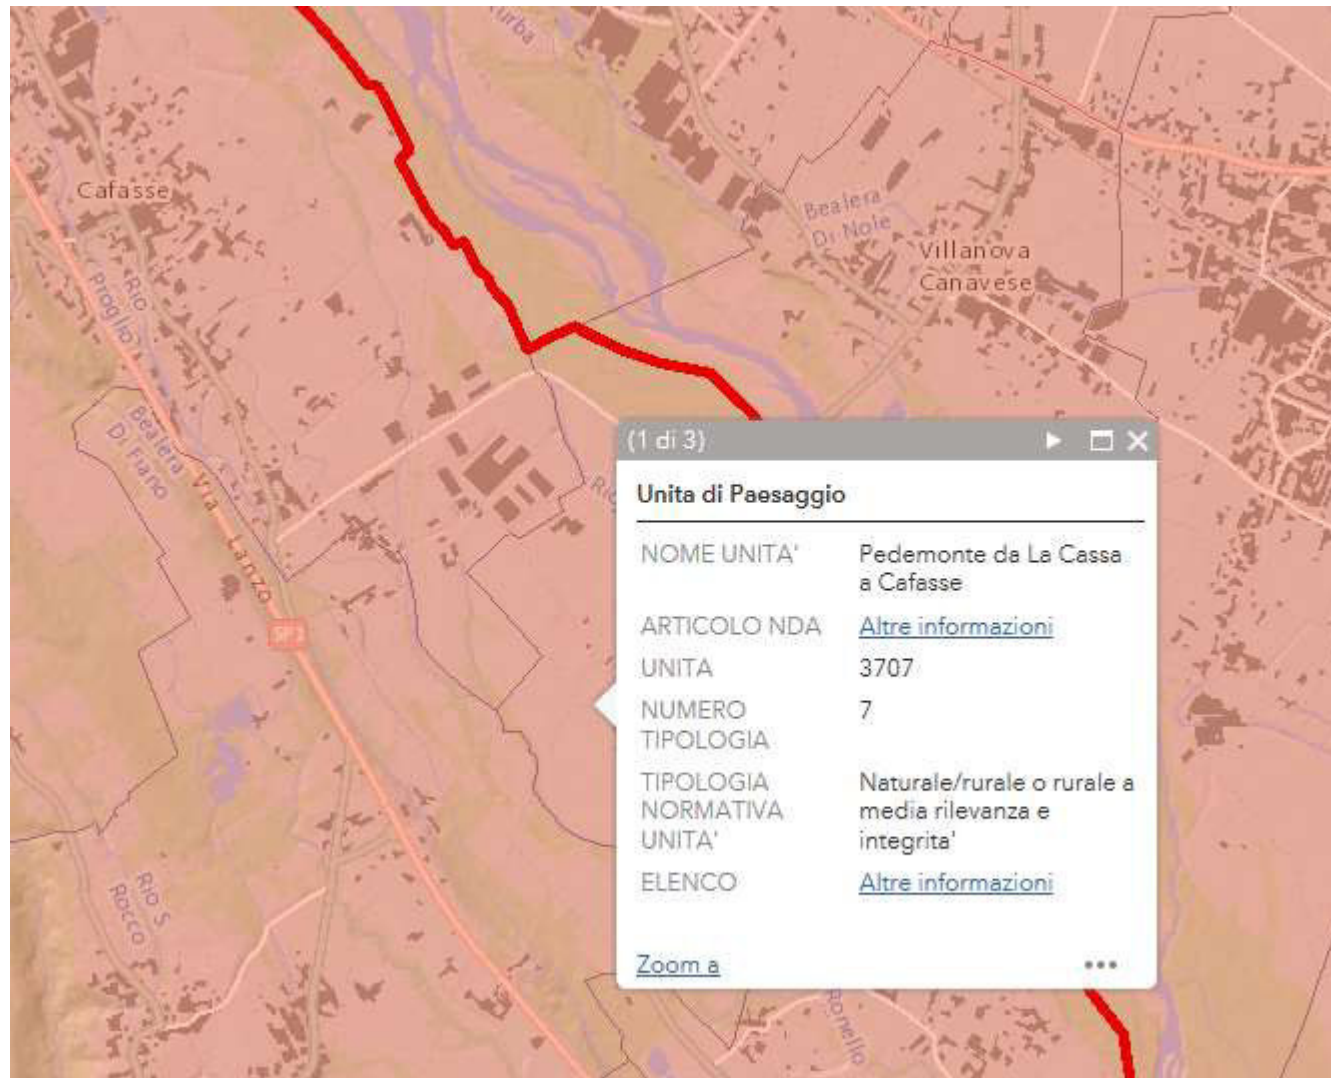 urba
Cafasse
Bealera
Di Nole
Villanova
Canavese
Rio
Proglio
Bealera
Di Fiano
Via Lanzo
SP2
Rio S.
Rocco
(1 di 3)
Unita di Paesaggio
NOME UNITA' Pedemonte da La Cassa
a Cafasse
ARTICOLO NDA Altre informazioni
UNITA 3707
NUMERO 7
TIPOLOGIA
TIPOLOGIA Naturale/rurale o rurale a
NORMATIVA media rilevanza e
UNITA' integrita'
ELENCO Altre informazioni
Zoom a
ronello